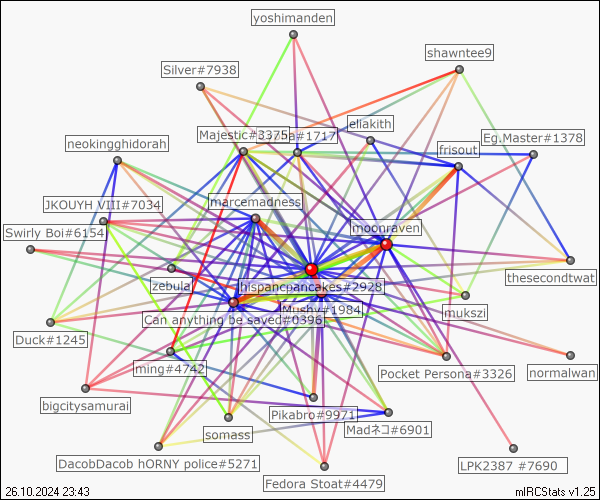 yoshimanden
shawntee9
Silver#7938
eliakith
Majestic#3375
a#1717
Eg.Master#1378
neokingghidorah
frisout
JKOUYH VIII#7034
marcemadness
moonraven
Swirly Boi#6154
zebula
hispancpancakes#2928
thesecondtwat
Mushy#1984
mukszi
Can anything be saved#0396
Duck#1245
ming#4742
Pocket Persona#3326
normalwan
bigcitysamurai
Pikabro#9971
somass
Madネコ#6901
DacobDacob hORNY police#5271
Fedora Stoat#4479
LPK2387 #7690
26.10.2024 23:43
mIRCStats v1.25